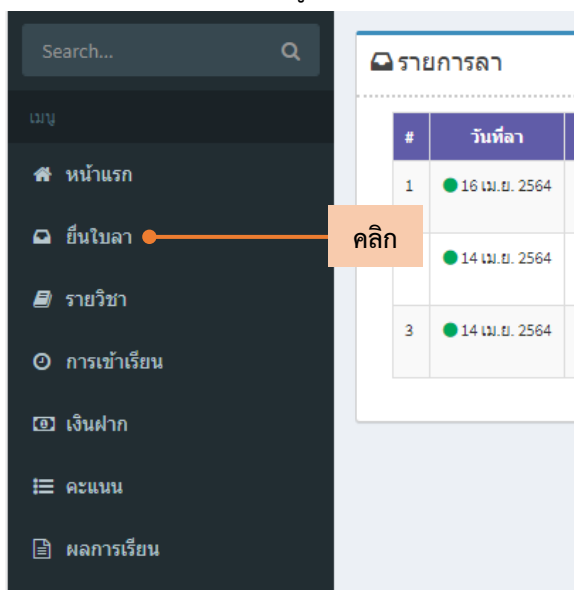 Search...
เมนู
หน้าแรก
ยื่นใบลา
รายวิชา
การเข้าเรียน
เงินฝาก
คะแนน
ผลการเรียน
คลิก
รายการลา
# วันที่ลา
1 16 เม.ย. 2564
14 เม.ย. 2564
3 14 เม.ย. 2564